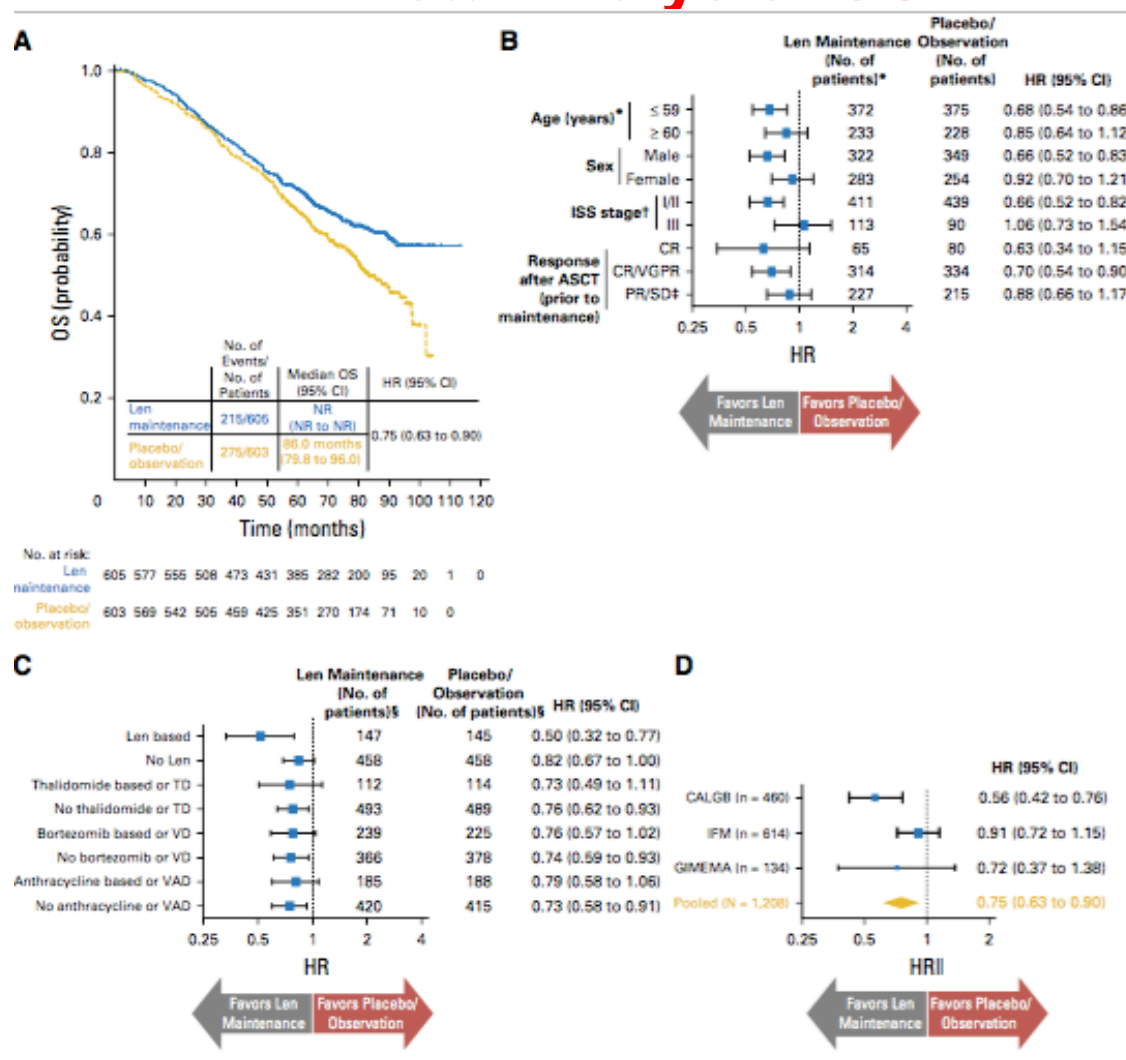 A
1.0
0.8
0.6
0.4
0.2
OS (probability)
No. of Events/ No. of Patients
Median OS (95% CI)
HR (95% CI)
Len maintenance 215/605 NR (NR to NR)
0.75 (0.63 to 0.90)
Placebo/ observation 275/603 86.0 months (79.8 to 96.0)
0 10 20 30 40 50 60 70 80 90 100 110 120
Time (months)
No. at risk:
Len
maintenance
605 577 555 508 473 431 385 282 200 95 20 1 0
Placebo/
observation
603 569 542 505 459 425 351 270 174 71 10 0
B
Len Maintenance (No. of patients)*
Placebo/ Observation (No. of patients)
HR (95% CI)
Age (years)*
≤ 59 372 375 0.68 (0.54 to 0.86
≥ 60 233 228 0.85 (0.64 to 1.12
Sex
Male 322 349 0.66 (0.52 to 0.83
Female 283 254 0.92 (0.70 to 1.21
ISS stage†
I/II 411 439 0.66 (0.52 to 0.82
III 113 90 1.06 (0.73 to 1.54
Response after ASCT (prior to maintenance)
CR 65 80 0.63 (0.34 to 1.15
CR/VGPR 314 334 0.70 (0.54 to 0.90
PR/SD‡ 227 215 0.88 (0.66 to 1.17
0.25 0.5 1 2 4
HR
Favors Len Maintenance
Favors Placebo/ Observation
C
Len Maintenance (No. of patients)§
Placebo/ Observation (No. of patients)§
HR (95% CI)
Len based 147 145 0.50 (0.32 to 0.77)
No Len 458 458 0.82 (0.67 to 1.00)
Thalidomide based or TD 112 114 0.73 (0.49 to 1.11)
No thalidomide or TD 493 489 0.76 (0.62 to 0.93)
Bortezomib based or VD 239 225 0.76 (0.57 to 1.02)
No bortezomib or VD 366 378 0.74 (0.59 to 0.93)
Anthracycline based or VAD 185 188 0.79 (0.58 to 1.06)
No anthracycline or VAD 420 415 0.73 (0.58 to 0.91)
0.25 0.5 1 2 4
HR
Favors Len Maintenance
Favors Placebo/ Observation
D
HR (95% CI)
CALGB (n = 460) 0.56 (0.42 to 0.76)
IFM (n = 614) 0.91 (0.72 to 1.15)
GIMEMA (n = 134) 0.72 (0.37 to 1.38)
Pooled (N = 1,208) 0.75 (0.63 to 0.90)
0.25 0.5 1 2
HR||
Favors Len Maintenance
Favors Placebo/ Observation